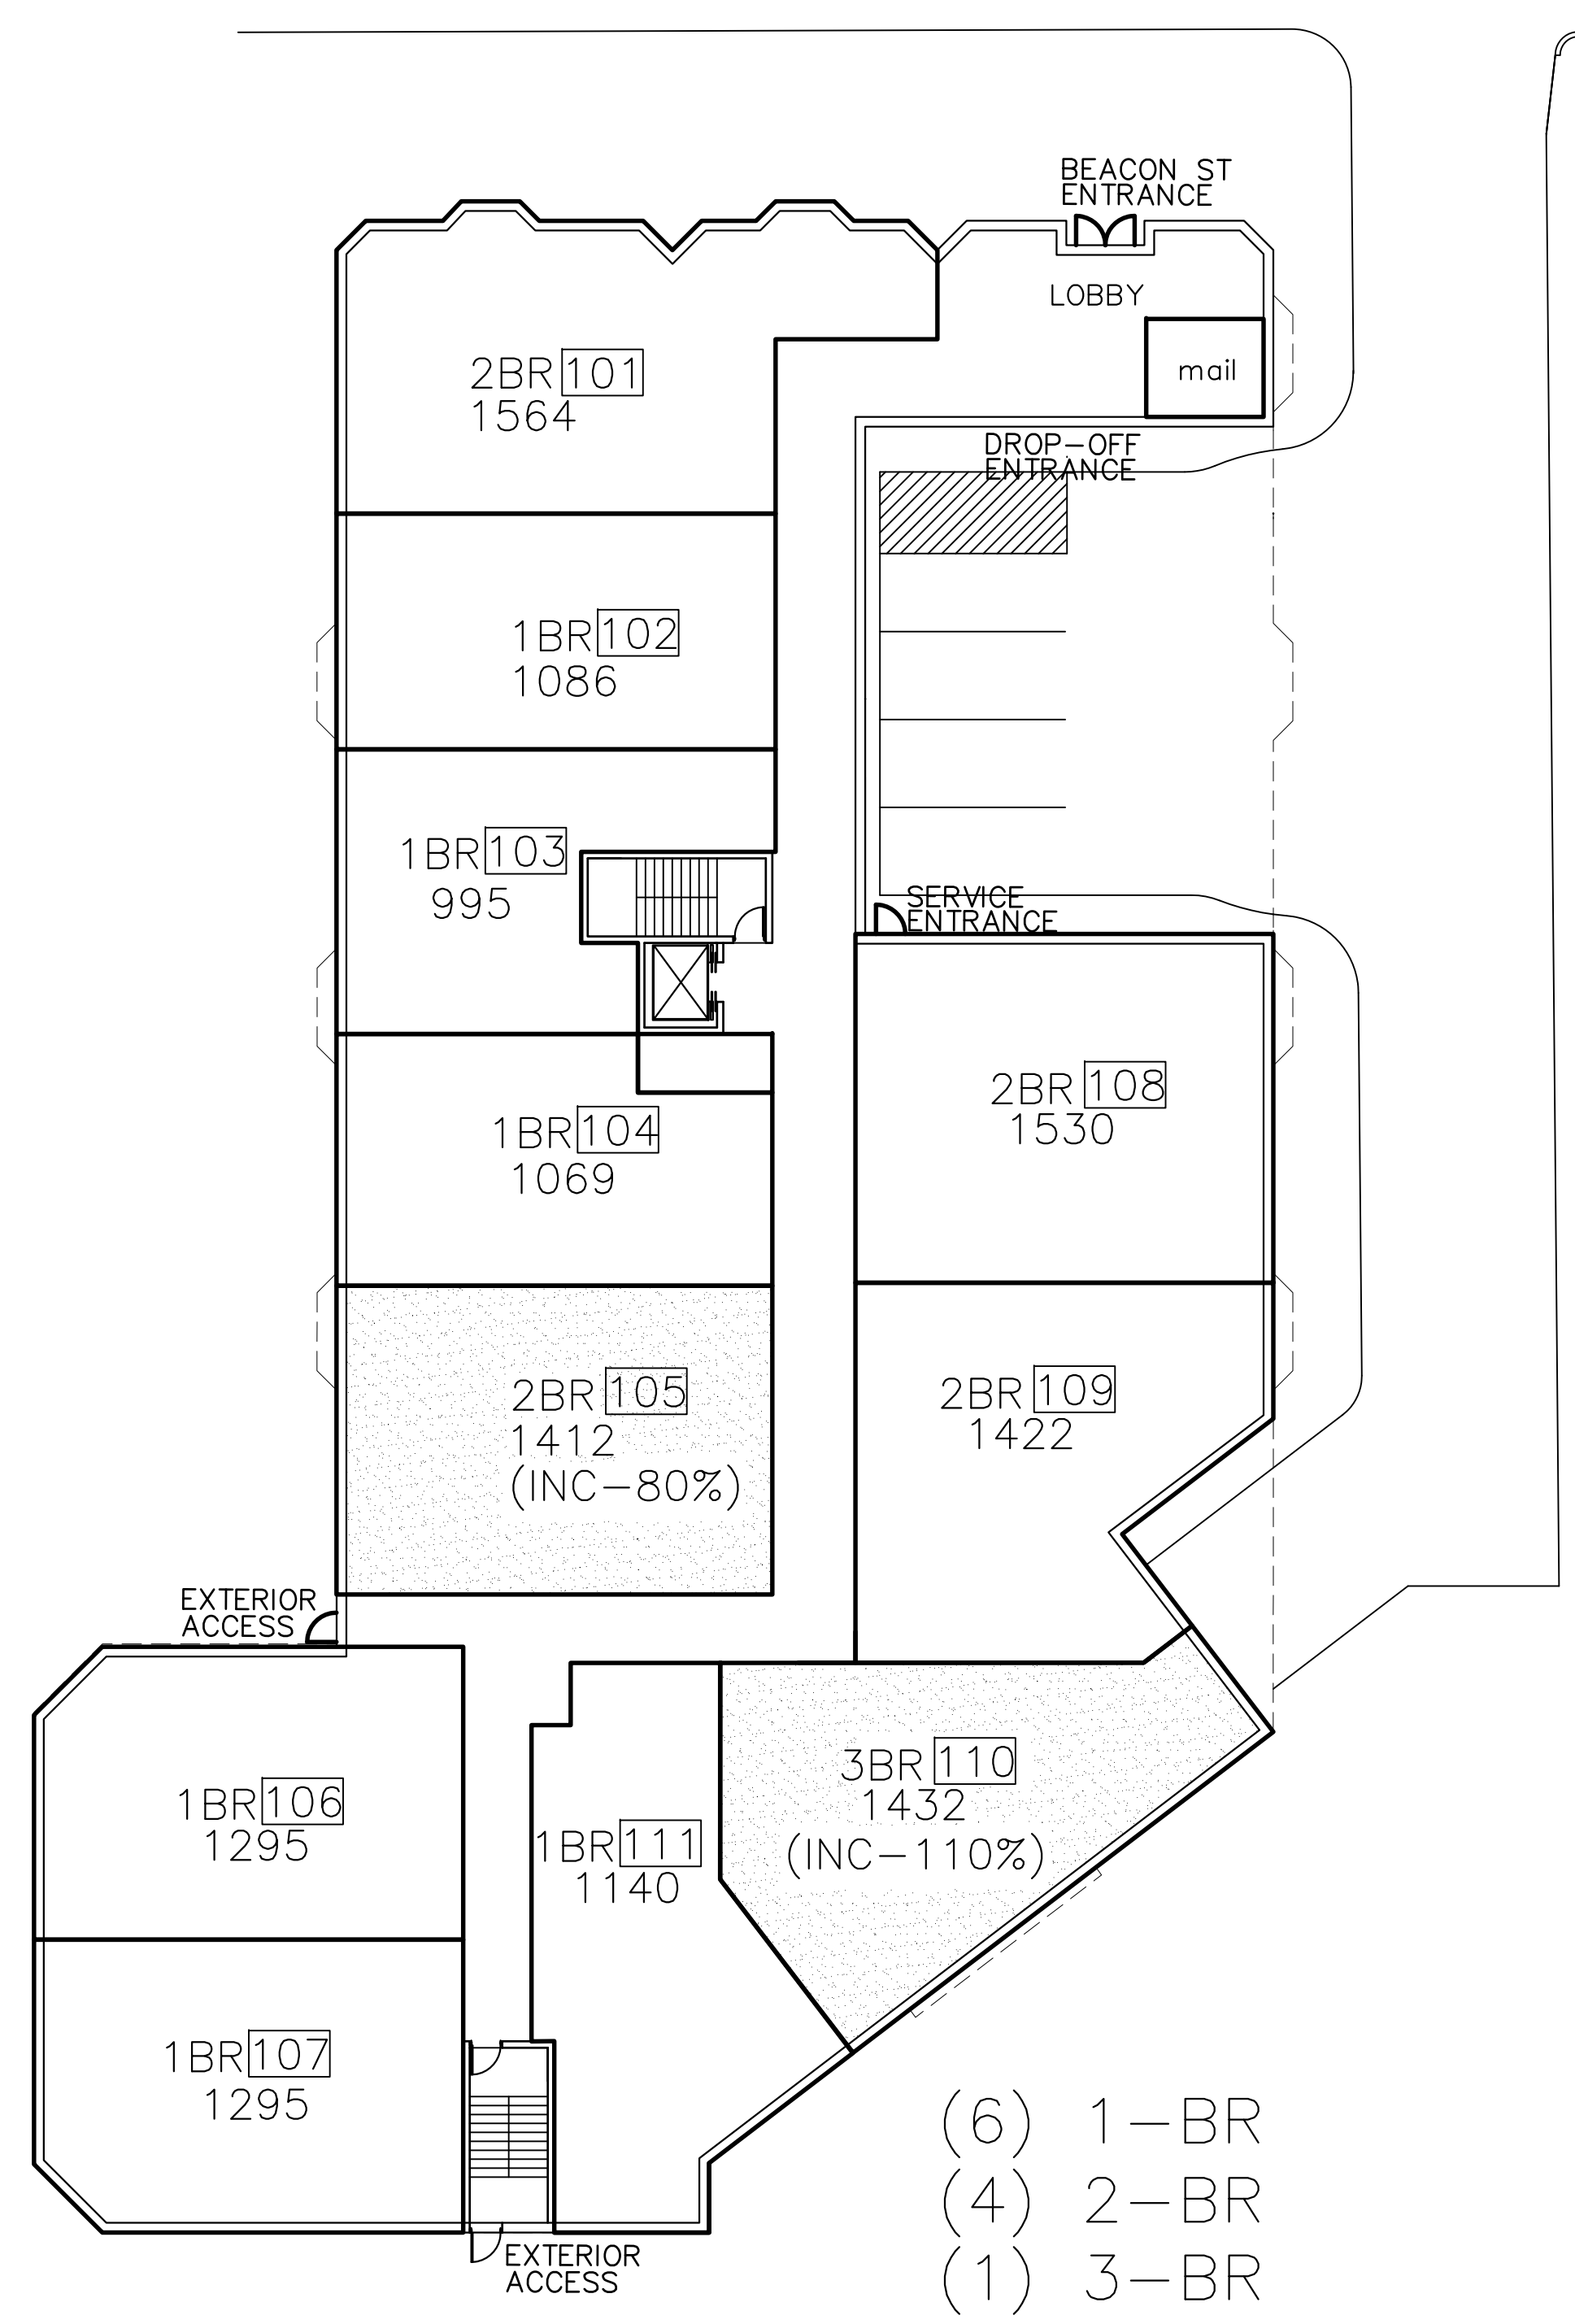 BEACON ST
ENTRANCE
LOBBY
mail
2BR 101
1564
DROP-OFF
ENTRANCE
1BR 102
1086
1BR 103
995
SERVICE
ENTRANCE
2BR 108
1530
1BR 104
1069
2BR 105
1412
(INC-80%)
2BR 109
1422
EXTERIOR
ACCESS
3BR 110
1432
(INC-110%)
1BR 106
1295
1BR 111
1140
1BR 107
1295
(6) 1-BR
(4) 2-BR
(1) 3-BR
EXTERIOR
ACCESS